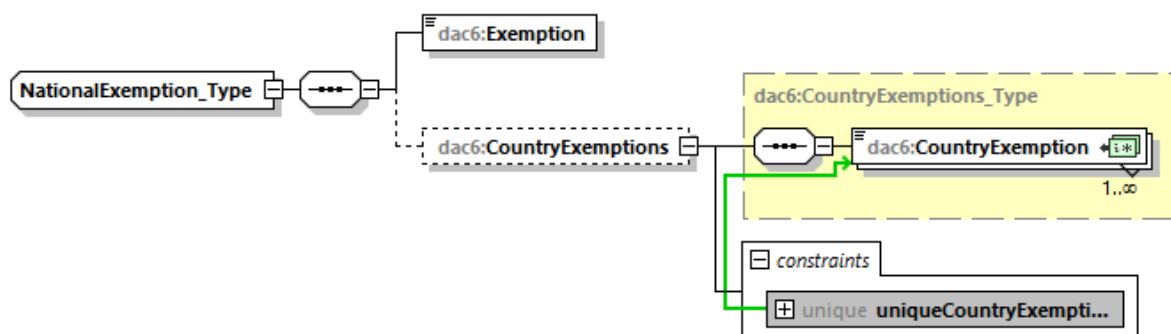 dac6:Exemption
NationalExemption_Type
dac6:CountryExemptions_Type
dac6:CountryExemptions
dac6:CountryExemption
i*
1..∞
constraints
unique uniqueCountryExempti...